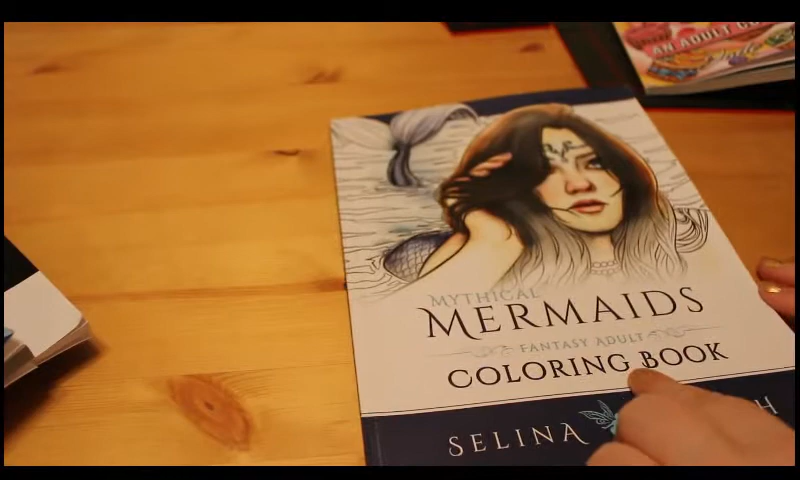 AN ADULT CO
MYTHICAL
MERMAIDS
FANTASY ADULT
COLORING BOOK
SELINA H